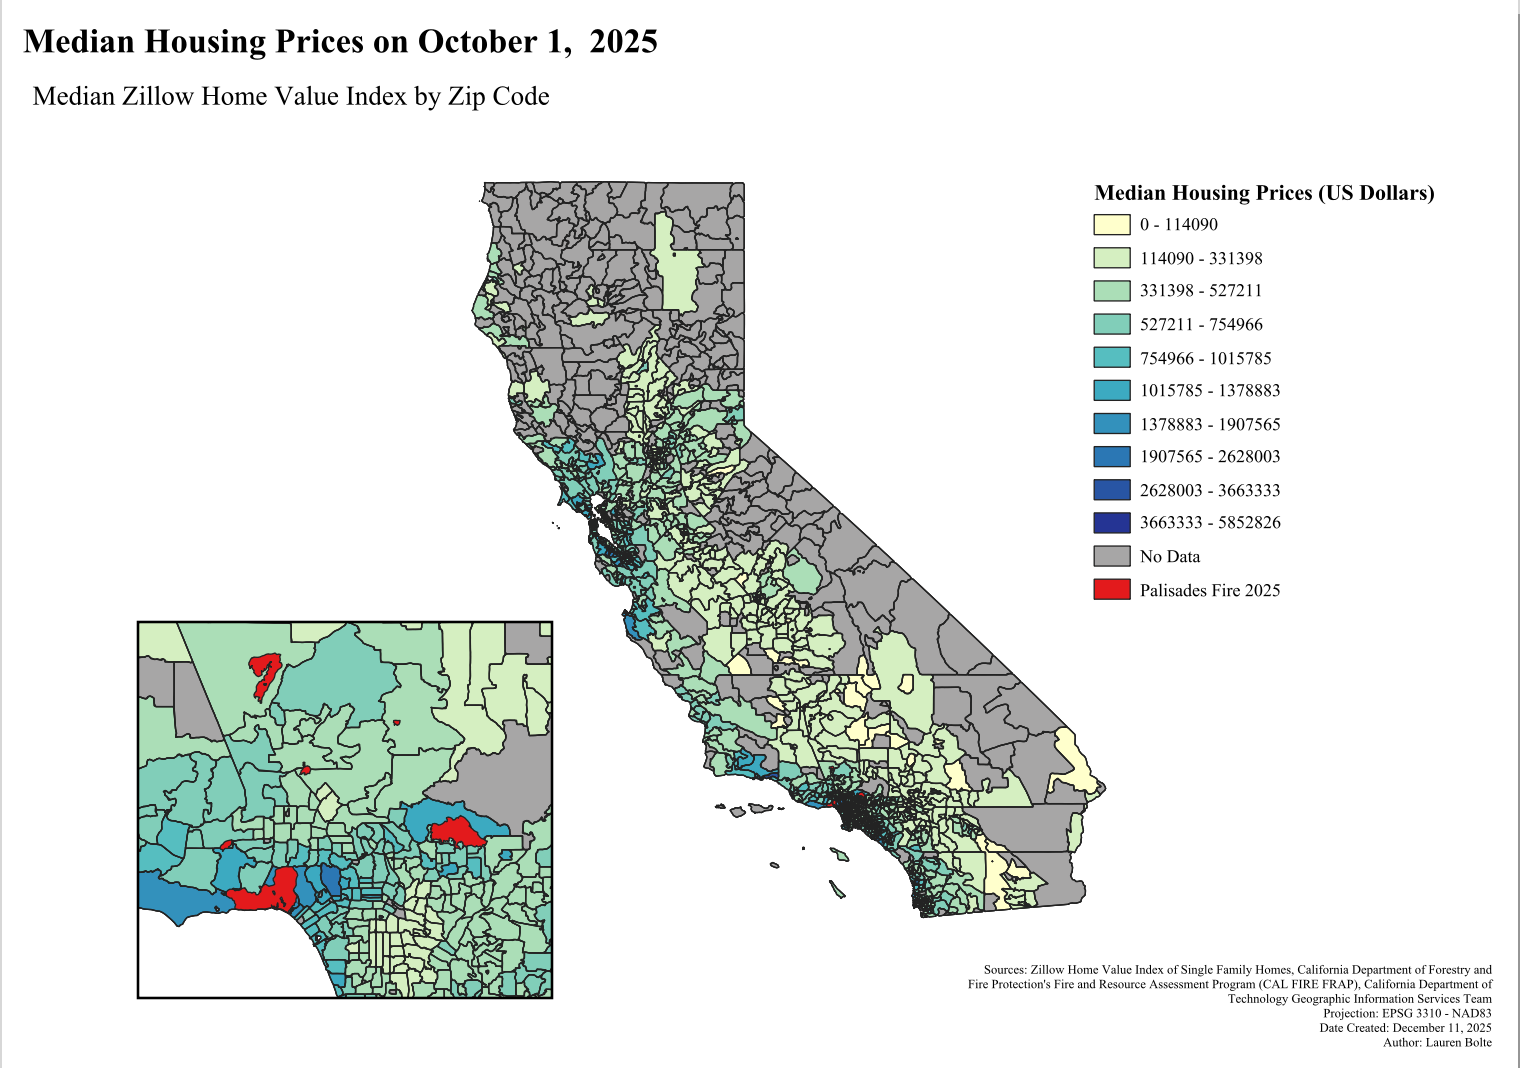 Median Housing Prices on October 1,  2025
Median Zillow Home Value Index by Zip Code
Median Housing Prices (US Dollars)
0 - 114090
114090 - 331398
331398 - 527211
527211 - 754966
754966 - 1015785
1015785 - 1378883
1378883 - 1907565
1907565 - 2628003
2628003 - 3663333
3663333 - 5852826
No Data
Palisades Fire 2025
Sources: Zillow Home Value Index of Single Family Homes, California Department of Forestry and
Fire Protection's Fire and Resource Assessment Program (CAL FIRE FRAP), California Department of
Technology Geographic Information Services Team
Projection: EPSG 3310 - NAD83
Date Created: December 11, 2025
Author: Lauren Bolte